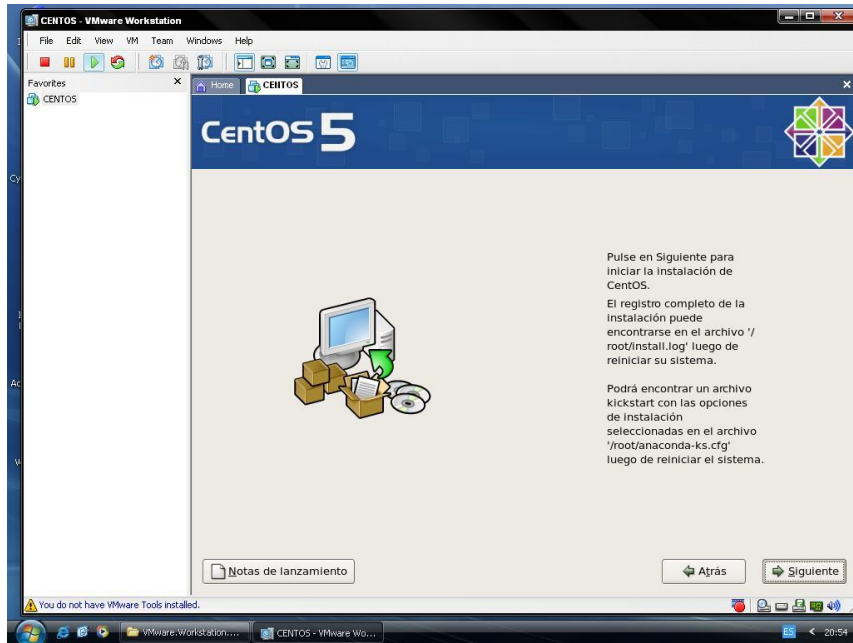 CENTOS - VMware Workstation
File Edit View VM Team Windows Help
Favorites
CENTOS
Home
CENTOS
CentOS 5
Pulse en Siguiente para
iniciar la instalación de
CentOS.
El registro completo de la
instalación puede
encontrarse en el archivo '/
root/install.log' luego de
reiniciar su sistema.
Podrá encontrar un archivo
kickstart con las opciones
de instalación
seleccionadas en el archivo
'/root/anaconda-ks.cfg'
luego de reiniciar el sistema.
Notas de lanzamiento
Atrás
Siguiente
You do not have VMware Tools installed.
VMware.Workstation....
CENTOS - VMware Wo...
ES
20:54